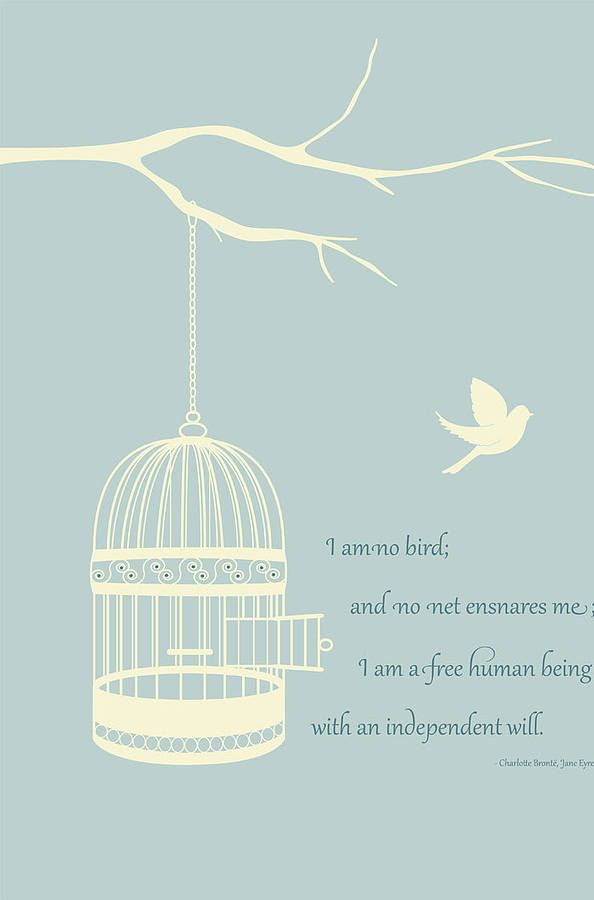 I am no bird;
and no net ensnares me;
I am a free human being
with an independent will.
- Charlotte Brontë, Jane Eyre